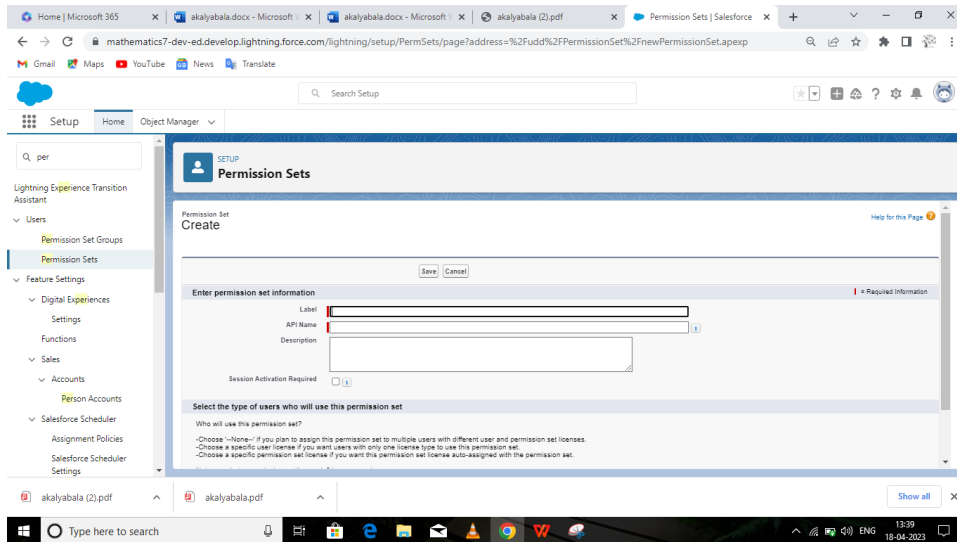 Home | Microsoft 365
akalyabala.docx - Microsoft W
akalyabala.docx - Microsoft W
akalyabala (2).pdf
Permission Sets | Salesforce
mathematics7-dev-ed.develop.lightning.force.com/lightning/setup/PermSets/page?address=%2Fudd%2FPermissionSet%2FnewPermissionSet.apexp
Gmail Maps YouTube News Translate
Search Setup
Setup Home Object Manager
per
Lightning Experience Transition
Assistant
Users
Permission Set Groups
Permission Sets
Feature Settings
Digital Experiences
Settings
Functions
Sales
Accounts
Person Accounts
Salesforce Scheduler
Assignment Policies
Salesforce Scheduler
Settings
SETUP
Permission Sets
Permission Set
Create
Help for this Page
Save Cancel
Enter permission set information
= Required Information
Label
API Name
Description
Session Activation Required
Select the type of users who will use this permission set
Who will use this permission set?
-Choose '--None--' if you plan to assign this permission set to multiple users with different user and permission set licenses.
-Choose a specific user license if you want users with only one license type to use this permission set.
-Choose a specific permission set license if you want this permission set license auto-assigned with the permission set.
akalyabala (2).pdf
akalyabala.pdf
Show all
Type here to search
ENG
13:39
18-04-2023